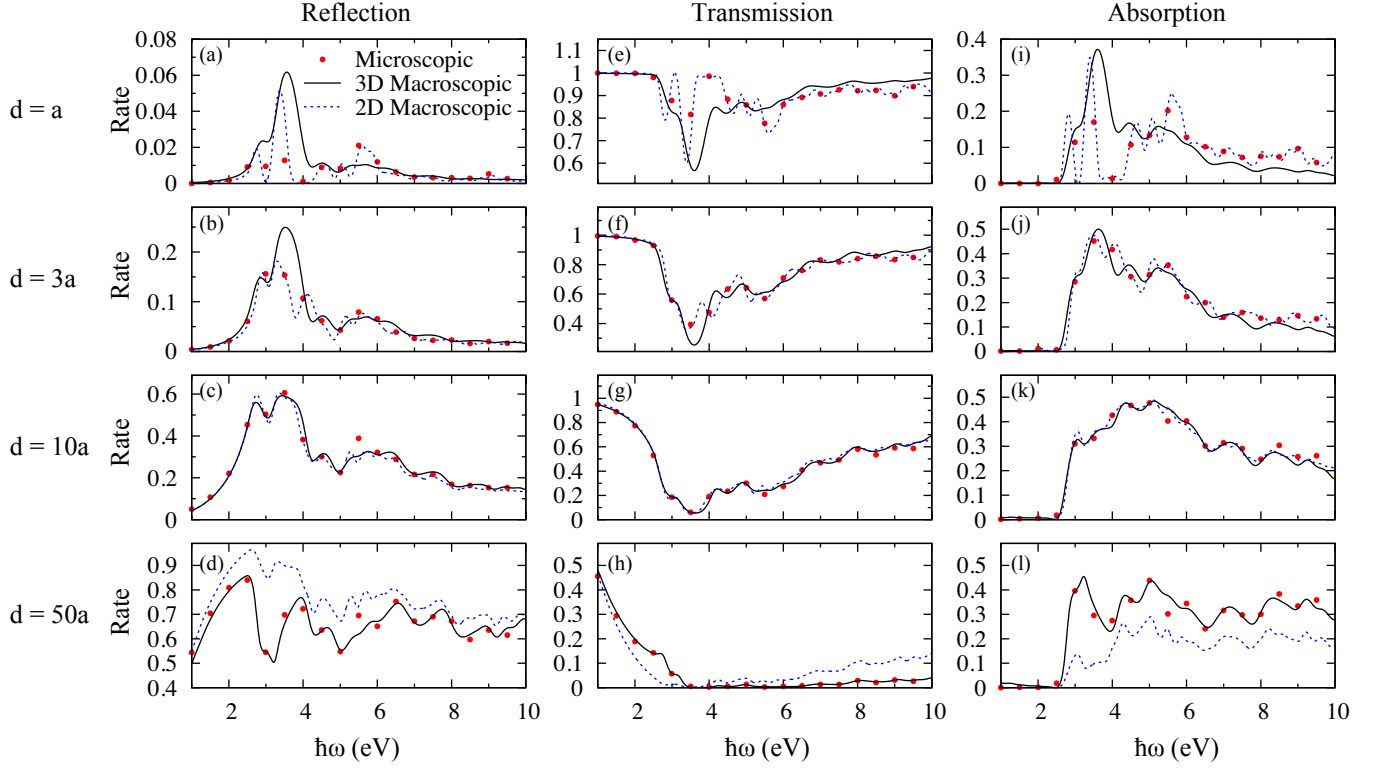 Reflection Transmission Absorption
d = a
Rate
0.08
0.06
0.04
0.02
0
(a)
Microscopic
3D Macroscopic
2D Macroscopic
1.1
1
0.9
0.8
0.7
0.6
(e)
0.4
0.3
0.2
0.1
0
(i)
d = 3a
Rate
0.2
0.1
0
(b)
1
0.8
0.6
0.4
(f)
0.5
0.4
0.3
0.2
0.1
0
(j)
d = 10a
Rate
0.6
0.4
0.2
0
(c)
1
0.8
0.6
0.4
0.2
0
(g)
0.5
0.4
0.3
0.2
0.1
0
(k)
d = 50a
Rate
0.9
0.8
0.7
0.6
0.5
0.4
(d)
0.5
0.4
0.3
0.2
0.1
0
(h)
0.5
0.4
0.3
0.2
0.1
0
(l)
2 4 6 8 10
2 4 6 8 10
2 4 6 8 10
ħω (eV)
ħω (eV)
ħω (eV)